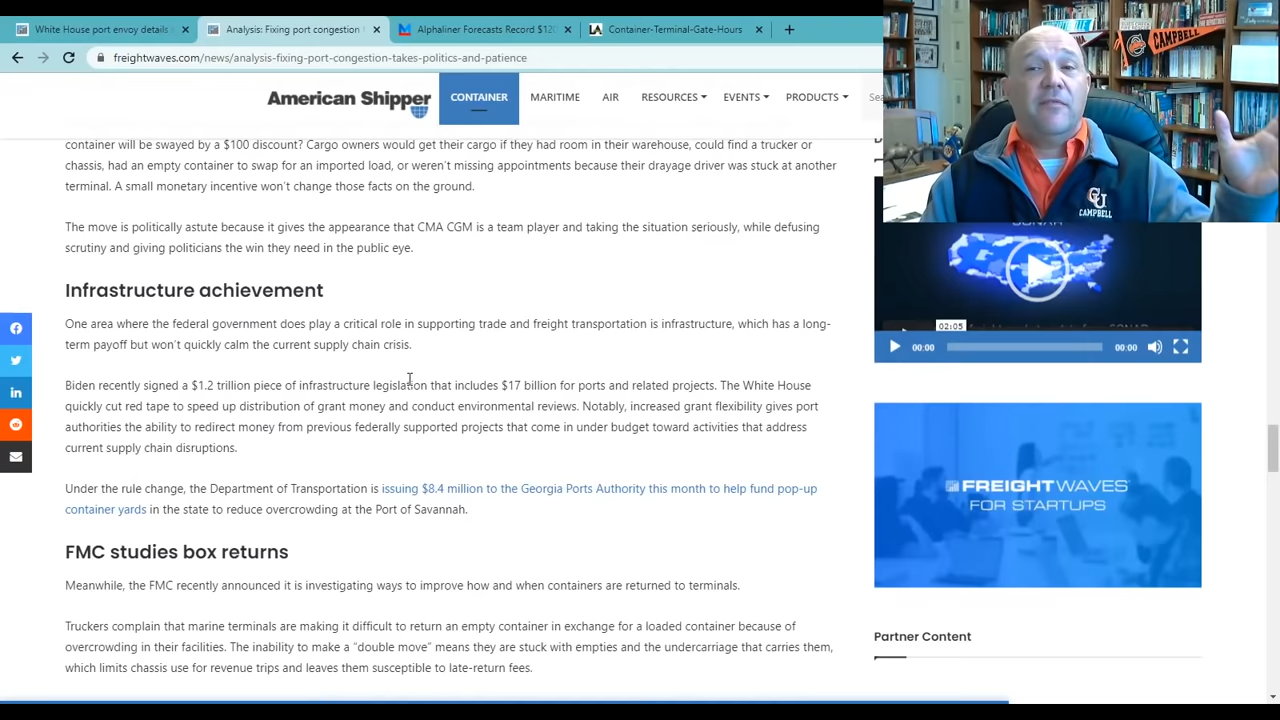 White House port envoy details
Analysis: Fixing port congestion
Alphaliner Forecasts Record $120
Container-Terminal-Gate-Hours
freightwaves.com/news/analysis-fixing-port-congestion-takes-politics-and-patience
American Shipper
CONTAINER
MARITIME
AIR
RESOURCES
EVENTS
PRODUCTS
container will be swayed by a $100 discount? Cargo owners would get their cargo if they had room in their warehouse, could find a trucker or
chassis, had an empty container to swap for an imported load, or weren't missing appointments because their drayage driver was stuck at another
terminal. A small monetary incentive won't change those facts on the ground.
The move is politically astute because it gives the appearance that CMA CGM is a team player and taking the situation seriously, while defusing
scrutiny and giving politicians the win they need in the public eye.
Infrastructure achievement
One area where the federal government does play a critical role in supporting trade and freight transportation is infrastructure, which has a long-
term payoff but won't quickly calm the current supply chain crisis.
Biden recently signed a $1.2 trillion piece of infrastructure legislation that includes $17 billion for ports and related projects. The White House
quickly cut red tape to speed up distribution of grant money and conduct environmental reviews. Notably, increased grant flexibility gives port
authorities the ability to redirect money from previous federally supported projects that come in under budget toward activities that address
current supply chain disruptions.
Under the rule change, the Department of Transportation is issuing $8.4 million to the Georgia Ports Authority this month to help fund pop-up
container yards in the state to reduce overcrowding at the Port of Savannah.
FMC studies box returns
Meanwhile, the FMC recently announced it is investigating ways to improve how and when containers are returned to terminals.
Truckers complain that marine terminals are making it difficult to return an empty container in exchange for a loaded container because of
overcrowding in their facilities. The inability to make a "double move" means they are stuck with empties and the undercarriage that carries them,
which limits chassis use for revenue trips and leaves them susceptible to late-return fees.
CAMPBELL
CU
CAMPBELL
02:05
00:00
00:00
FREIGHTWAVES
FOR STARTUPS
Partner Content